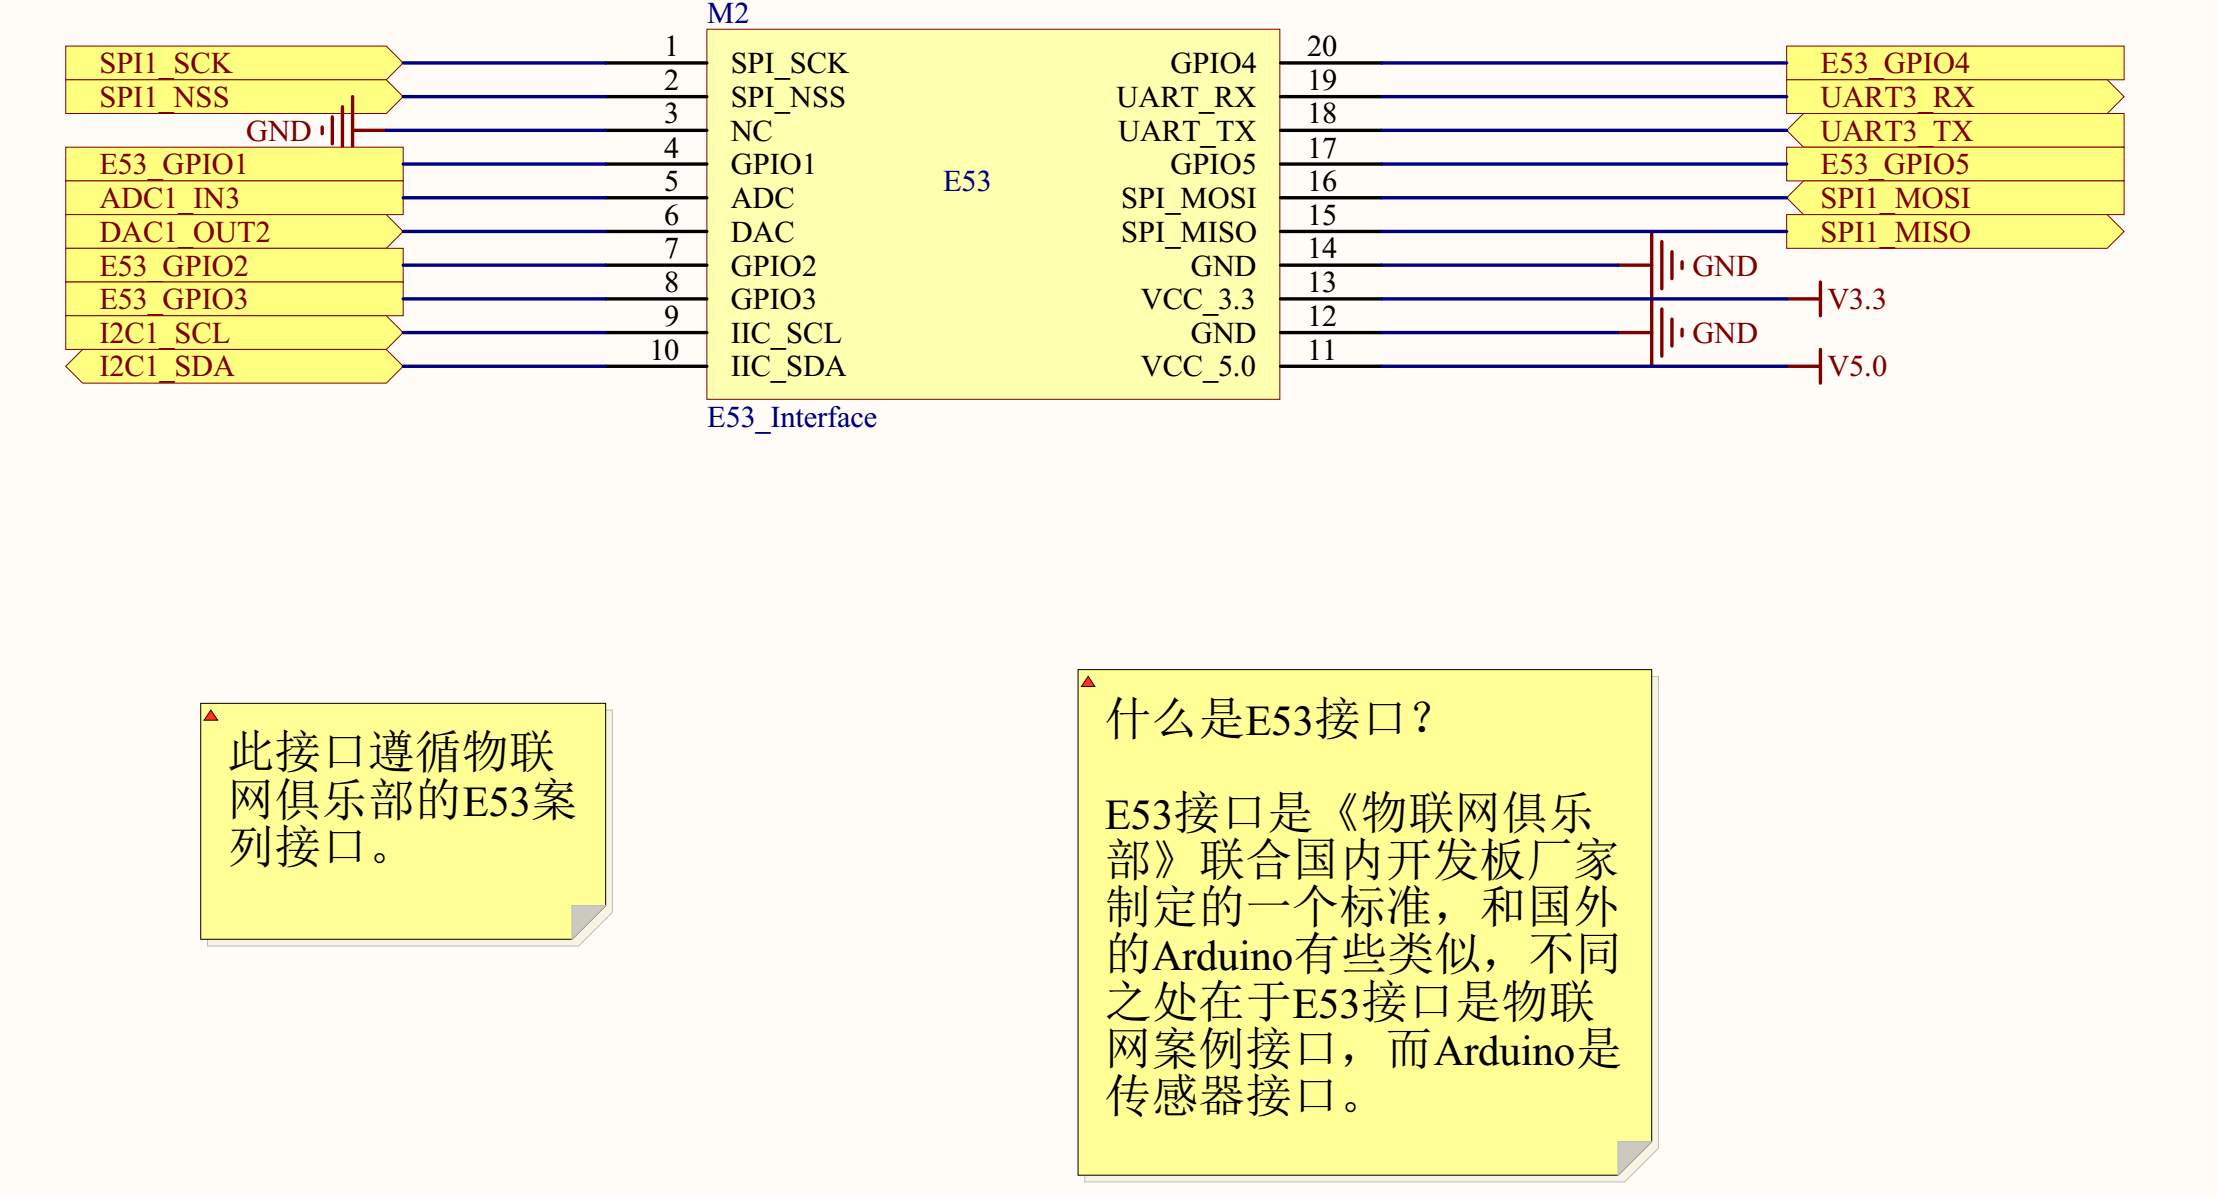 M2
SPI1_SCK 1 SPI_SCK GPIO4 20 E53_GPIO4
SPI1_NSS 2 SPI_NSS UART_RX 19 UART3_RX
GND 3 NC UART_TX 18 UART3_TX
E53_GPIO1 4 GPIO1 GPIO5 17 E53_GPIO5
E53
ADC1_IN3 5 ADC SPI_MOSI 16 SPI1_MOSI
DAC1_OUT2 6 DAC SPI_MISO 15 SPI1_MISO
E53_GPIO2 7 GPIO2 GND 14 GND
E53_GPIO3 8 GPIO3 VCC_3.3 13 V3.3
I2C1_SCL 9 IIC_SCL GND 12 GND
I2C1_SDA 10 IIC_SDA VCC_5.0 11 V5.0
E53_Interface
此接口遵循物联
网俱乐部的E53案
列接口。
什么是E53接口?
E53接口是《物联网俱乐
部》联合国内开发板厂家
制定的一个标准，和国外
的Arduino有些类似，不同
之处在于E53接口是物联
网案例接口，而Arduino是
传感器接口。